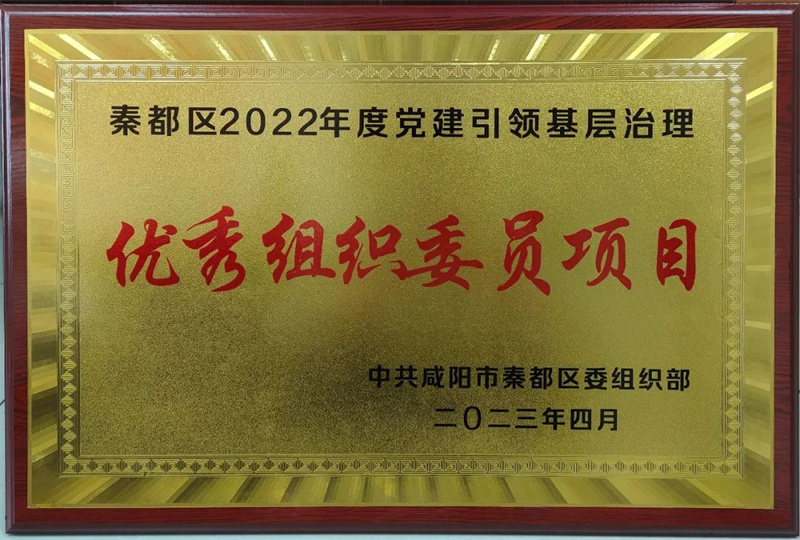 秦都区2022年度党建引领基层治理
优秀组织委员项目
中共咸阳市秦都区委组织部
二〇二三年四月